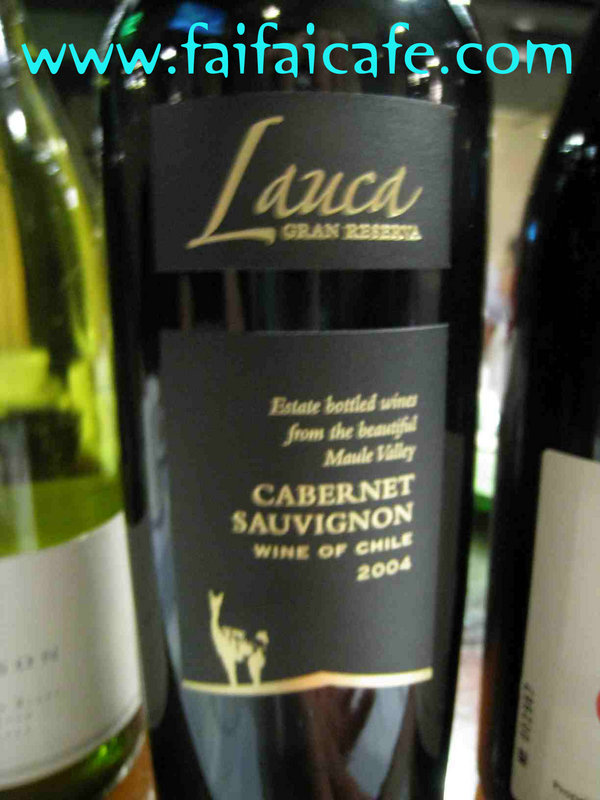 www.faifaicafe.com
Lauca
GRAN RESERVA
Estate bottled wines
from the beautiful
Maule Valley
CABERNET
SAUVIGNON
WINE OF CHILE
2004
SON